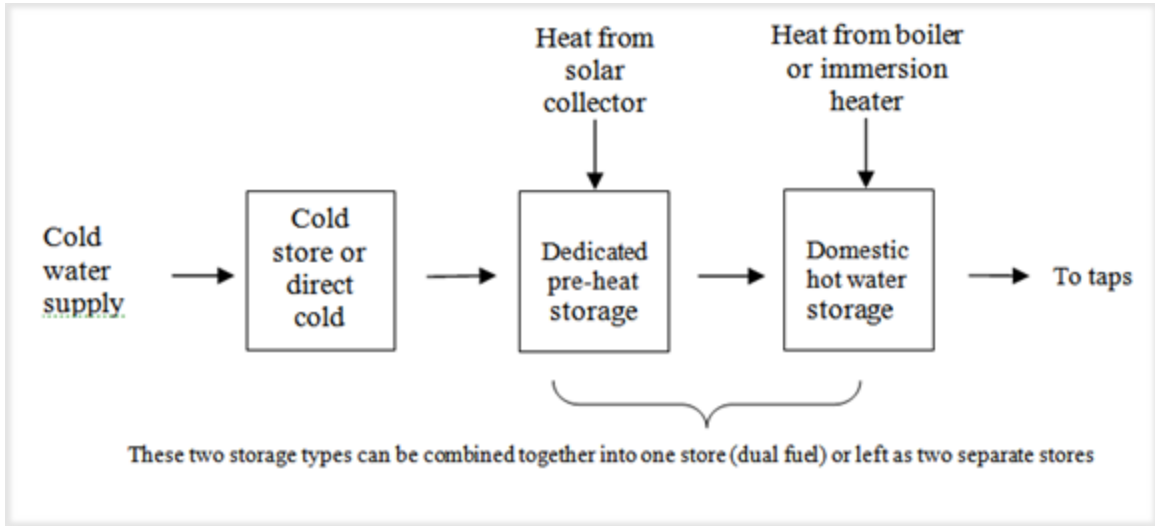 Heat from
solar
collector
Heat from boiler
or immersion
heater
Cold
water
supply
Cold
store or
direct
cold
Dedicated
pre-heat
storage
Domestic
hot water
storage
To taps
These two storage types can be combined together into one store (dual fuel) or left as two separate stores